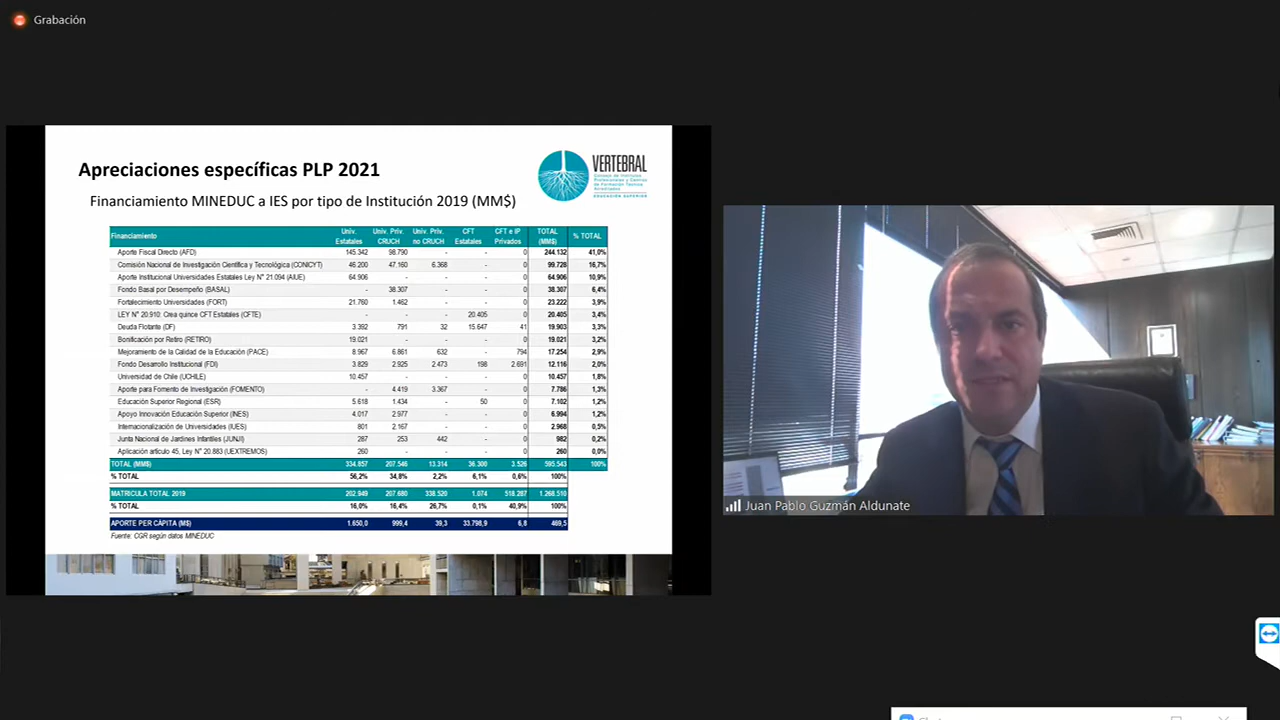 Grabación
Apreciaciones específicas PLP 2021
VERTEBRAL
Consejo de Institutos
Profesionales y Centros
de Formación Técnica
Acreditados
EDUCACIÓN SUPERIOR
Financiamiento MINEDUC a IES por tipo de Institución 2019 (MM$)
Financiamiento Univ. Estatales Univ. Priv. CRUCH Univ. Priv. no CRUCH CFT Estatales CFT e IP Privados TOTAL (MM$) % TOTAL
Aporte Fiscal Directo (AFD) 145.342 98.790 - - 0 244.132 41,0%
Comisión Nacional de Investigación Científica y Tecnológica (CONICYT) 46.200 47.160 6.368 - 0 99.728 16,7%
Aporte Institucional Universidades Estatales Ley N° 21.094 (AIUE) 64.906 - - - 0 64.906 10,9%
Fondo Basal por Desempeño (BASAL) - 38.307 - - 0 38.307 6,4%
Fortalecimiento Universidades (FORT) 21.760 1.462 - - 0 23.222 3,9%
LEY N° 20.910: Crea quince CFT Estatales (CFTE) - - - 20.405 0 20.405 3,4%
Deuda Flotante (DF) 3.392 791 32 15.647 41 19.903 3,3%
Bonificación por Retiro (RETIRO) 19.021 - - - 0 19.021 3,2%
Mejoramiento de la Calidad de la Educación (PACE) 8.967 6.861 632 - 794 17.254 2,9%
Fondo Desarrollo Institucional (FDI) 3.829 2.925 2.473 198 2.691 12.116 2,0%
Universidad de Chile (UCHILE) 10.457 - - - 0 10.457 1,8%
Aporte para Fomento de Investigación (FOMENTO) - 4.419 3.367 - 0 7.786 1,3%
Educación Superior Regional (ESR) 5.618 1.434 - 50 0 7.102 1,2%
Apoyo Innovación Educación Superior (INES) 4.017 2.977 - - 0 6.994 1,2%
Internacionalización de Universidades (IUES) 801 2.167 - - 0 2.968 0,5%
Junta Nacional de Jardines Infantiles (JUNJI) 287 253 442 - 0 982 0,2%
Aplicación artículo 45, Ley N° 20.883 (UEXTREMOS) 260 - - - 0 260 0,0%
TOTAL (MM$) 334.857 207.546 13.314 36.300 3.526 595.543 100%
% TOTAL 56,2% 34,8% 2,2% 6,1% 0,6% 100%
MATRICULA TOTAL 2019 202.949 207.680 338.520 1.074 518.287 1.268.510
% TOTAL 16,0% 16,4% 26,7% 0,1% 40,9% 100%
APORTE PER CÁPITA (M$) 1.650,0 999,4 39,3 33.798,9 6,8 469,5
Fuente: CGR según datos MINEDUC
Juan Pablo Guzmán Aldunate